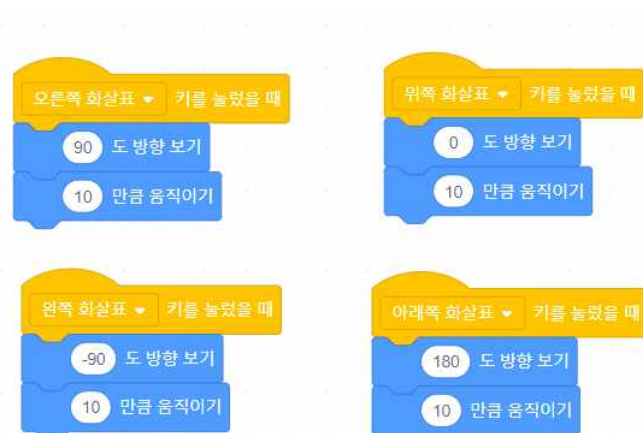 오른쪽 화살표 키를 눌렀을 때
90 도 방향 보기
10 만큼 움직이기
위쪽 화살표 키를 눌렀을 때
0 도 방향 보기
10 만큼 움직이기
왼쪽 화살표 키를 눌렀을 때
-90 도 방향 보기
10 만큼 움직이기
아래쪽 화살표 키를 눌렀을 때
180 도 방향 보기
10 만큼 움직이기